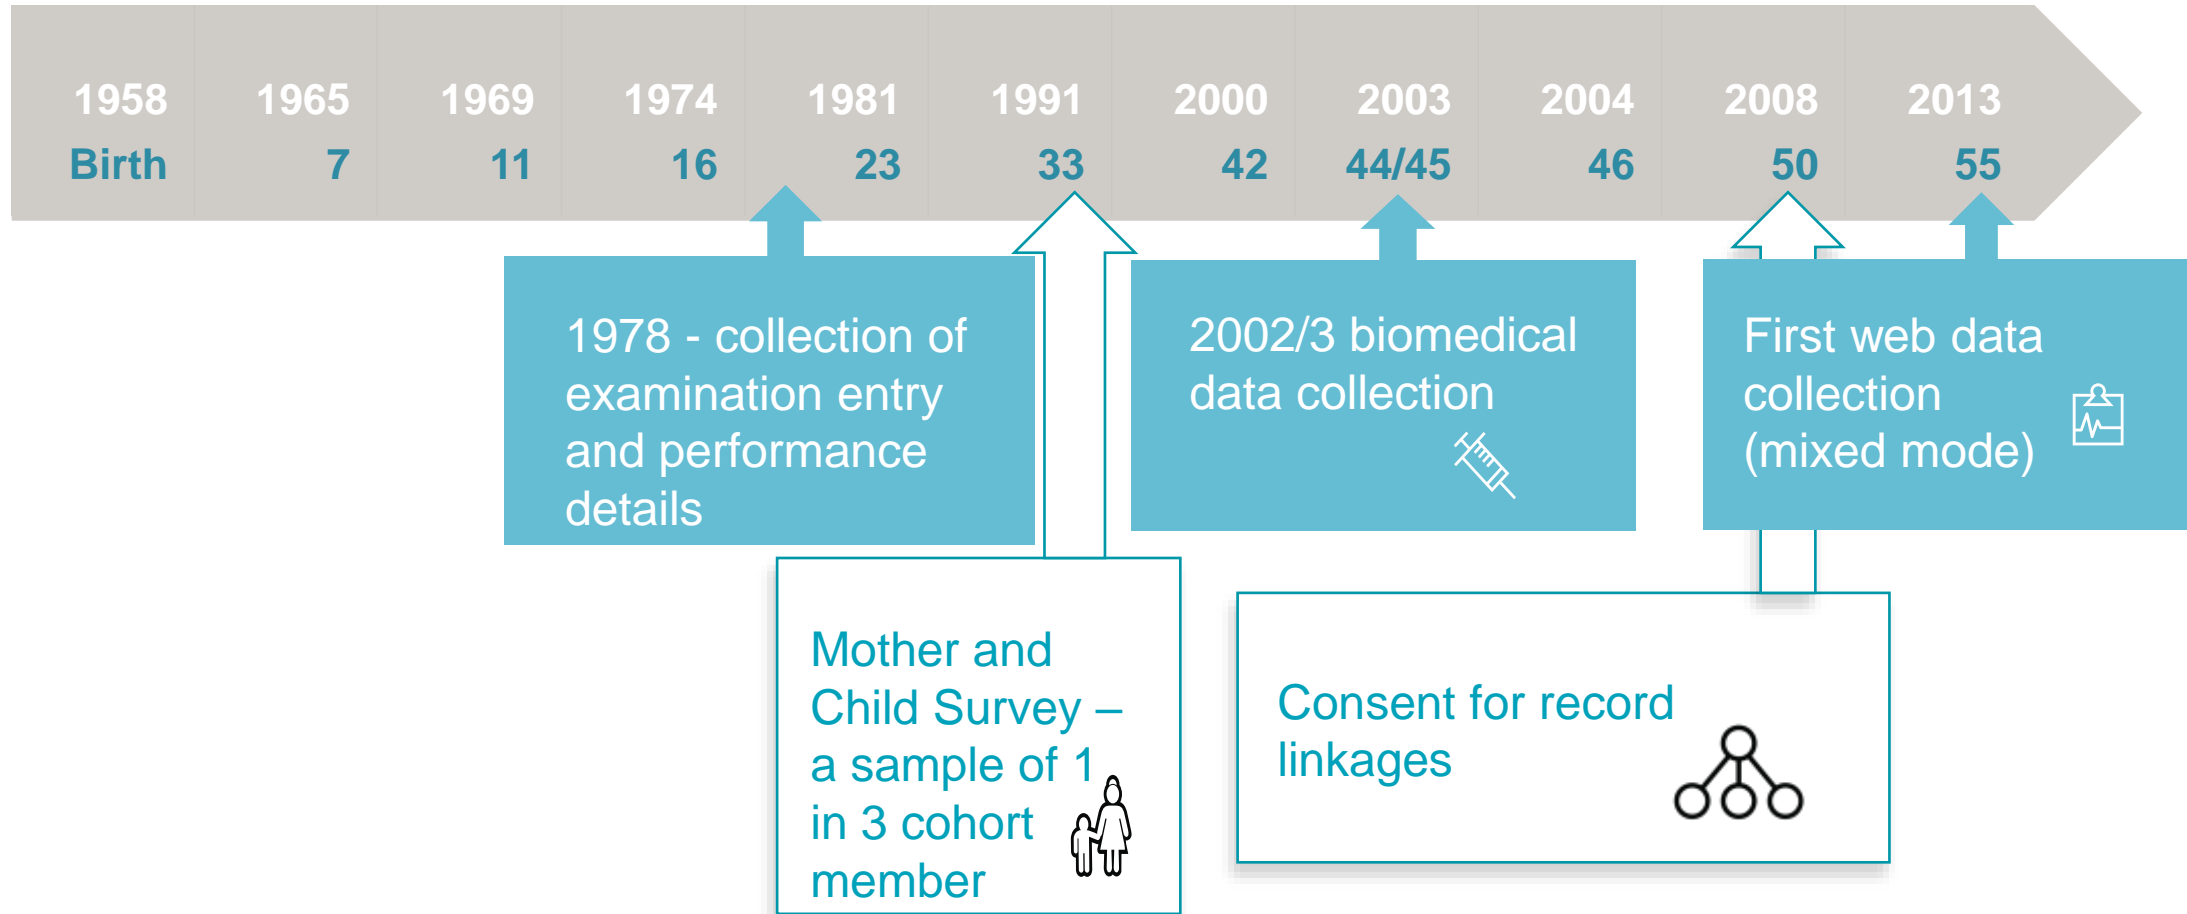 1958 1965 1969 1974 1981 1991 2000 2003 2004 2008 2013
Birth 7 11 16 23 33 42 44/45 46 50 55
1978 - collection of
examination entry
and performance
details
2002/3 biomedical
data collection
First web data
collection
(mixed mode)
Mother and
Child Survey –
a sample of 1
in 3 cohort
member
Consent for record
linkages